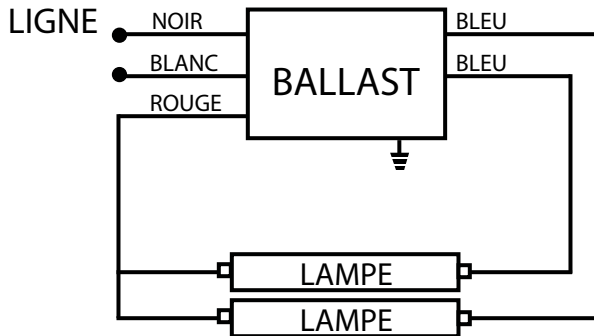 LIGNE
NOIR
BLEU
BLANC
BALLAST
BLEU
ROUGE
LAMPE
LAMPE